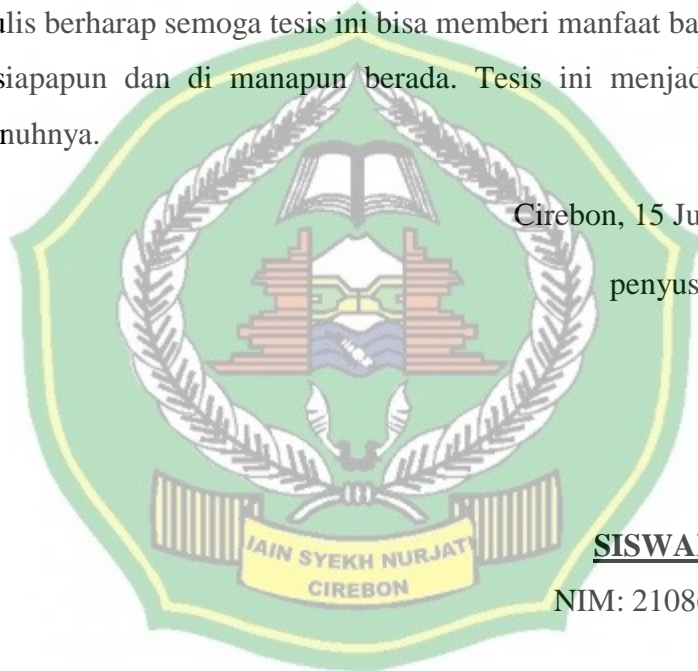 ulis berharap semoga tesis ini bisa memberi manfaat ba
siapapun dan di manapun berada. Tesis ini menjad
nuhnya.
Cirebon, 15 Ju
penyus
SISWA
NIM: 2108
IAIN SYEKH NURJATI
CIREBON